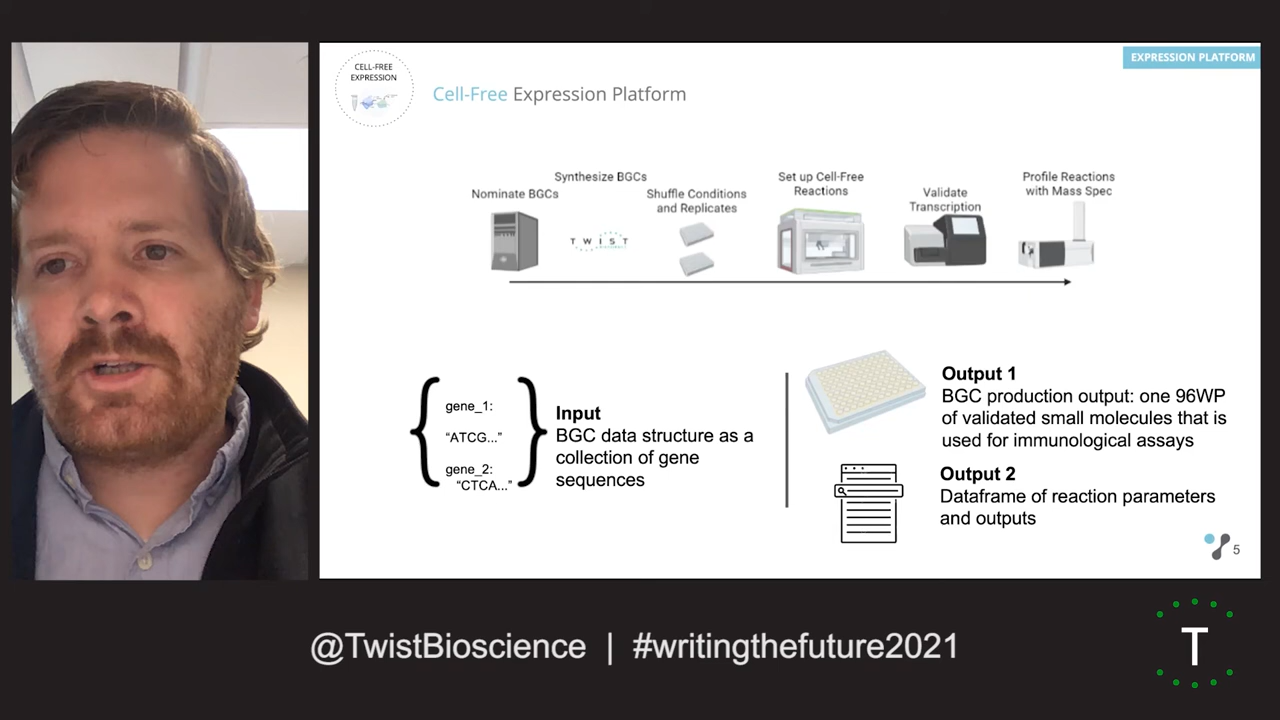 CELL-FREE
EXPRESSION
EXPRESSION PLATFORM
Cell-Free Expression Platform
Nominate BGCs
Synthesize BGCs
TWIST
Shuffle Conditions
and Replicates
Set up Cell-Free
Reactions
Validate
Transcription
Profile Reactions
with Mass Spec
gene_1:
"ATCG..."
gene_2:
"CTCA..."
Input
BGC data structure as a
collection of gene
sequences
Output 1
BGC production output: one 96WP
of validated small molecules that is
used for immunological assays
Output 2
Dataframe of reaction parameters
and outputs
5
@TwistBioscience | #writingthefuture2021
T